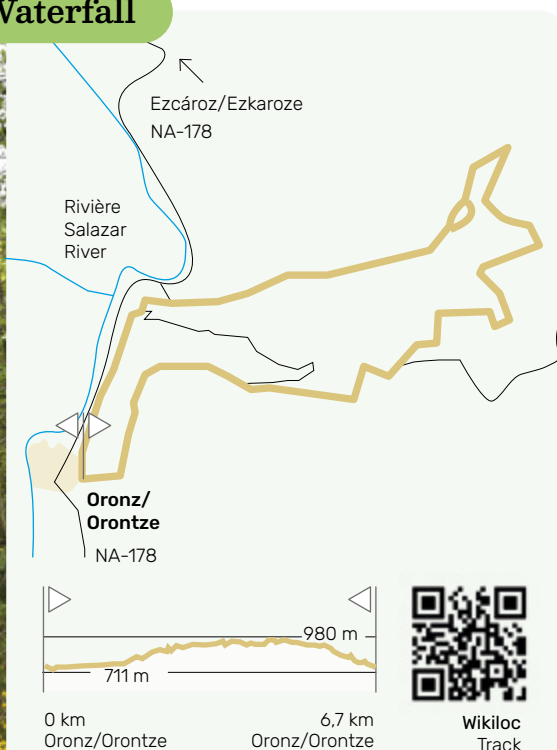 Waterfall
Ezcároz/Ezkaroze
NA-178
Rivière
Salazar
River
Oronz/
Orontze
NA-178
980 m
711 m
0 km
Oronz/Orontze
6,7 km
Oronz/Orontze
Wikiloc
Track